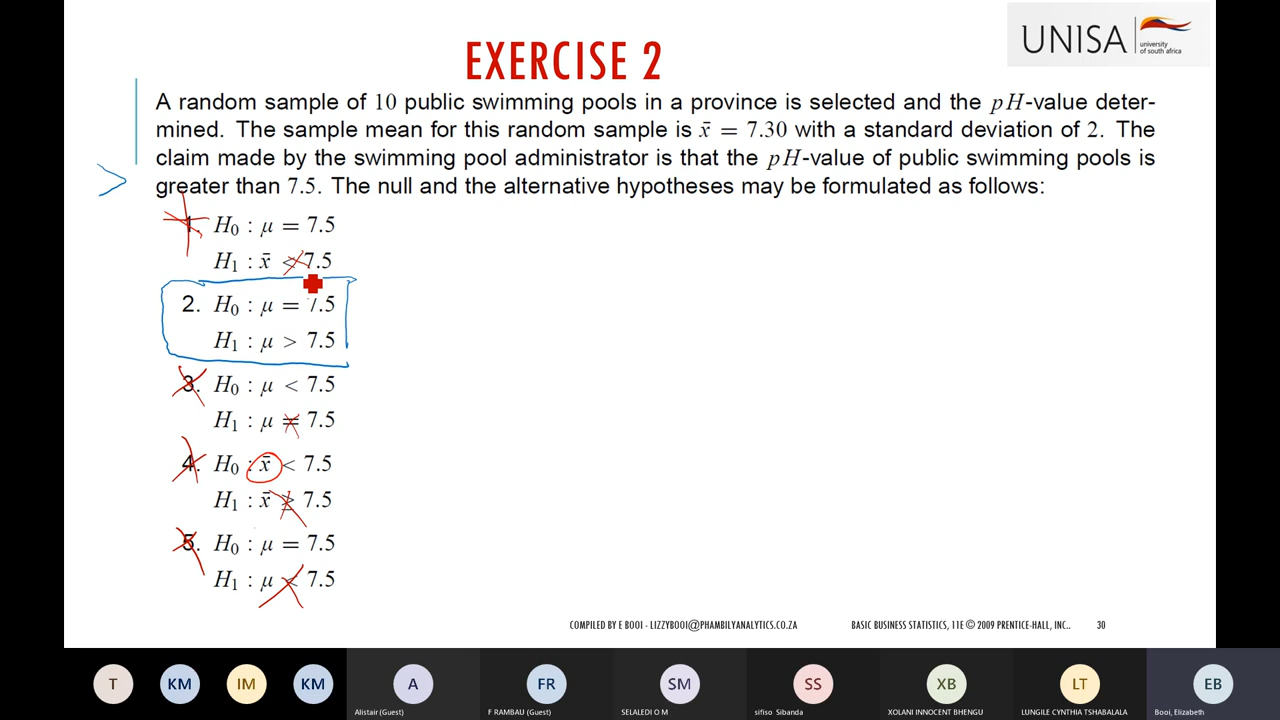 EXERCISE 2
UNISA
university
of south africa
A random sample of 10 public swimming pools in a province is selected and the pH-value deter-
mined. The sample mean for this random sample is x̄ = 7.30 with a standard deviation of 2. The
claim made by the swimming pool administrator is that the pH-value of public swimming pools is
>
greater than 7.5. The null and the alternative hypotheses may be formulated as follows:
1. H₀ : μ = 7.5
H₁ : x̄ < 7.5
2. H₀ : μ = 7.5
H₁ : μ > 7.5
3. H₀ : μ < 7.5
H₁ : μ = 7.5
4. H₀ : x̄ < 7.5
H₁ : x̄ ≥ 7.5
5. H₀ : μ = 7.5
H₁ : μ < 7.5
COMPILED BY E BOOI - LIZZYBOOI@PHAMBILYANALYTICS.CO.ZA
BASIC BUSINESS STATISTICS, 11E © 2009 PRENTICE-HALL, INC..
30
T
KM
IM
KM
A
FR
SM
SS
XB
LT
EB
Alistair (Guest)
F RAMBAU (Guest)
SELALEDI O M
sifiso Sibanda
XOLANI INNOCENT BHENGU
LUNGILE CYNTHIA TSHABALALA
Booi, Elizabeth